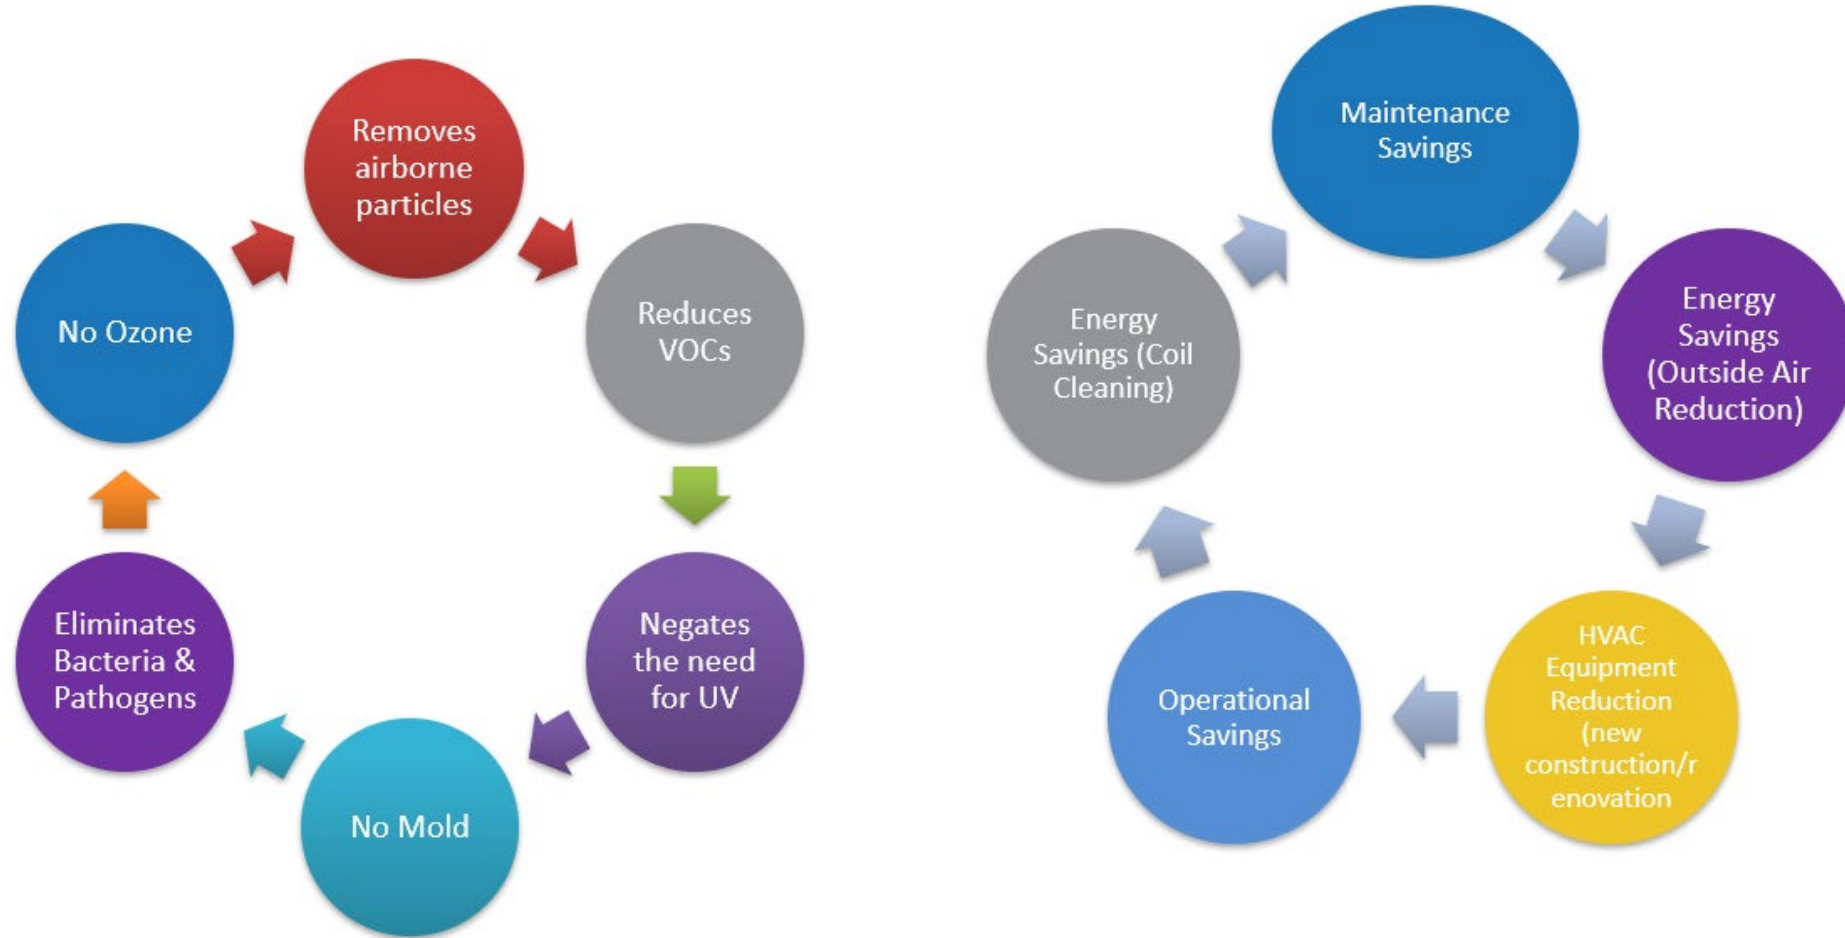 Removes
airborne
particles
Reduces
VOCs
Negates
the need
for UV
No Mold
Eliminates
Bacteria &
Pathogens
No Ozone
Maintenance
Savings
Energy
Savings
(Outside Air
Reduction)
HVAC
Equipment
Reduction
(new
construction/r
enovation
Operational
Savings
Energy
Savings (Coil
Cleaning)